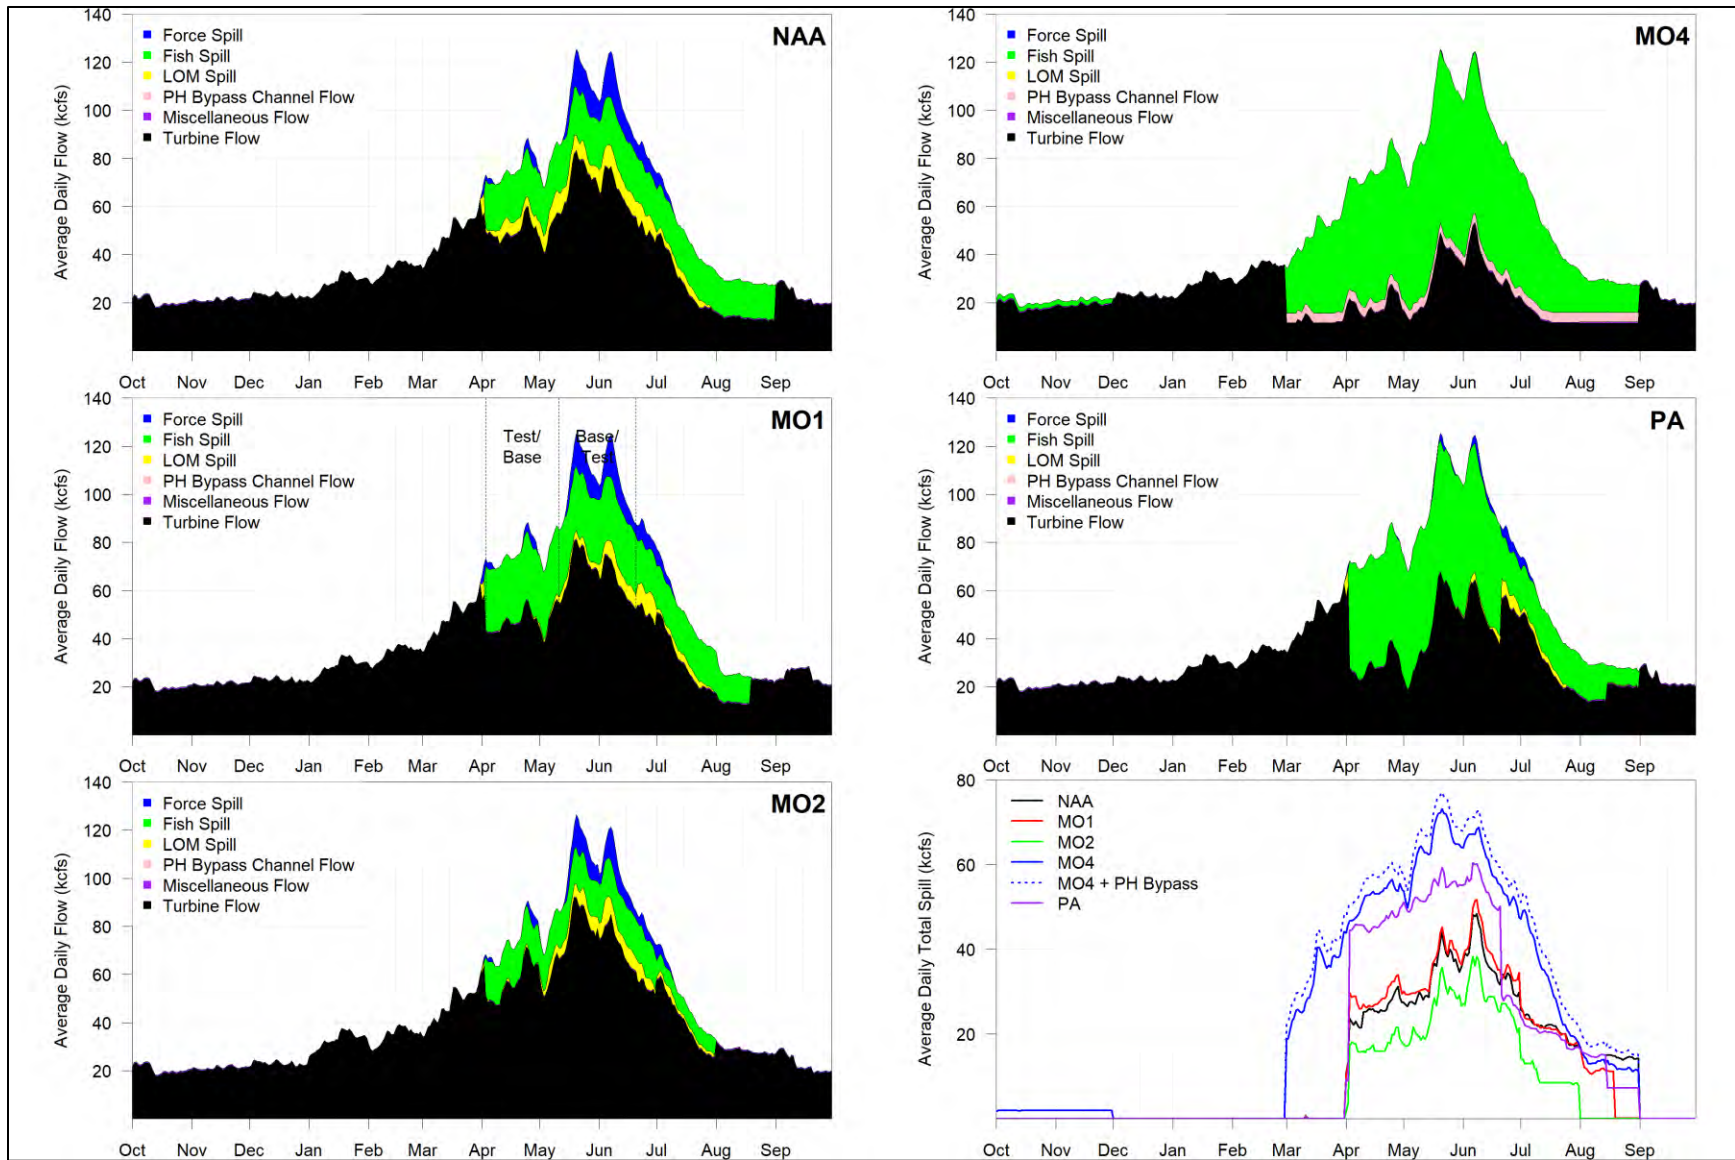 NAA
140
120
100
80
60
40
20
Average Daily Flow (kcfs)
Force Spill
Fish Spill
LOM Spill
PH Bypass Channel Flow
Miscellaneous Flow
Turbine Flow
Oct Nov Dec Jan Feb Mar Apr May Jun Jul Aug Sep
MO4
140
120
100
80
60
40
20
Average Daily Flow (kcfs)
Force Spill
Fish Spill
LOM Spill
PH Bypass Channel Flow
Miscellaneous Flow
Turbine Flow
Oct Nov Dec Jan Feb Mar Apr May Jun Jul Aug Sep
MO1
140
120
100
80
60
40
20
Average Daily Flow (kcfs)
Force Spill
Fish Spill
LOM Spill
PH Bypass Channel Flow
Miscellaneous Flow
Turbine Flow
Test/
Base
Base/
Test
Oct Nov Dec Jan Feb Mar Apr May Jun Jul Aug Sep
PA
140
120
100
80
60
40
20
Average Daily Flow (kcfs)
Force Spill
Fish Spill
LOM Spill
PH Bypass Channel Flow
Miscellaneous Flow
Turbine Flow
Oct Nov Dec Jan Feb Mar Apr May Jun Jul Aug Sep
MO2
140
120
100
80
60
40
20
Average Daily Flow (kcfs)
Force Spill
Fish Spill
LOM Spill
PH Bypass Channel Flow
Miscellaneous Flow
Turbine Flow
Oct Nov Dec Jan Feb Mar Apr May Jun Jul Aug Sep
80
60
40
20
Average Daily Total Spill (kcfs)
NAA
MO1
MO2
MO4
MO4 + PH Bypass
PA
Oct Nov Dec Jan Feb Mar Apr May Jun Jul Aug Sep